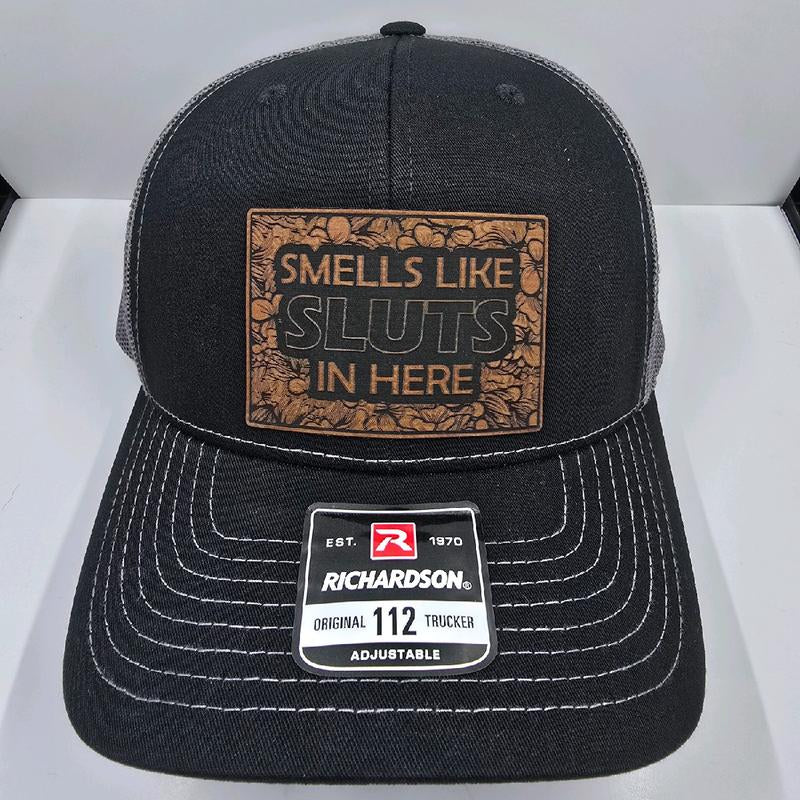 SMELLS LIKE
SLUTS
IN HERE
EST. R 1970
RICHARDSON®
ORIGINAL 112 TRUCKER
ADJUSTABLE